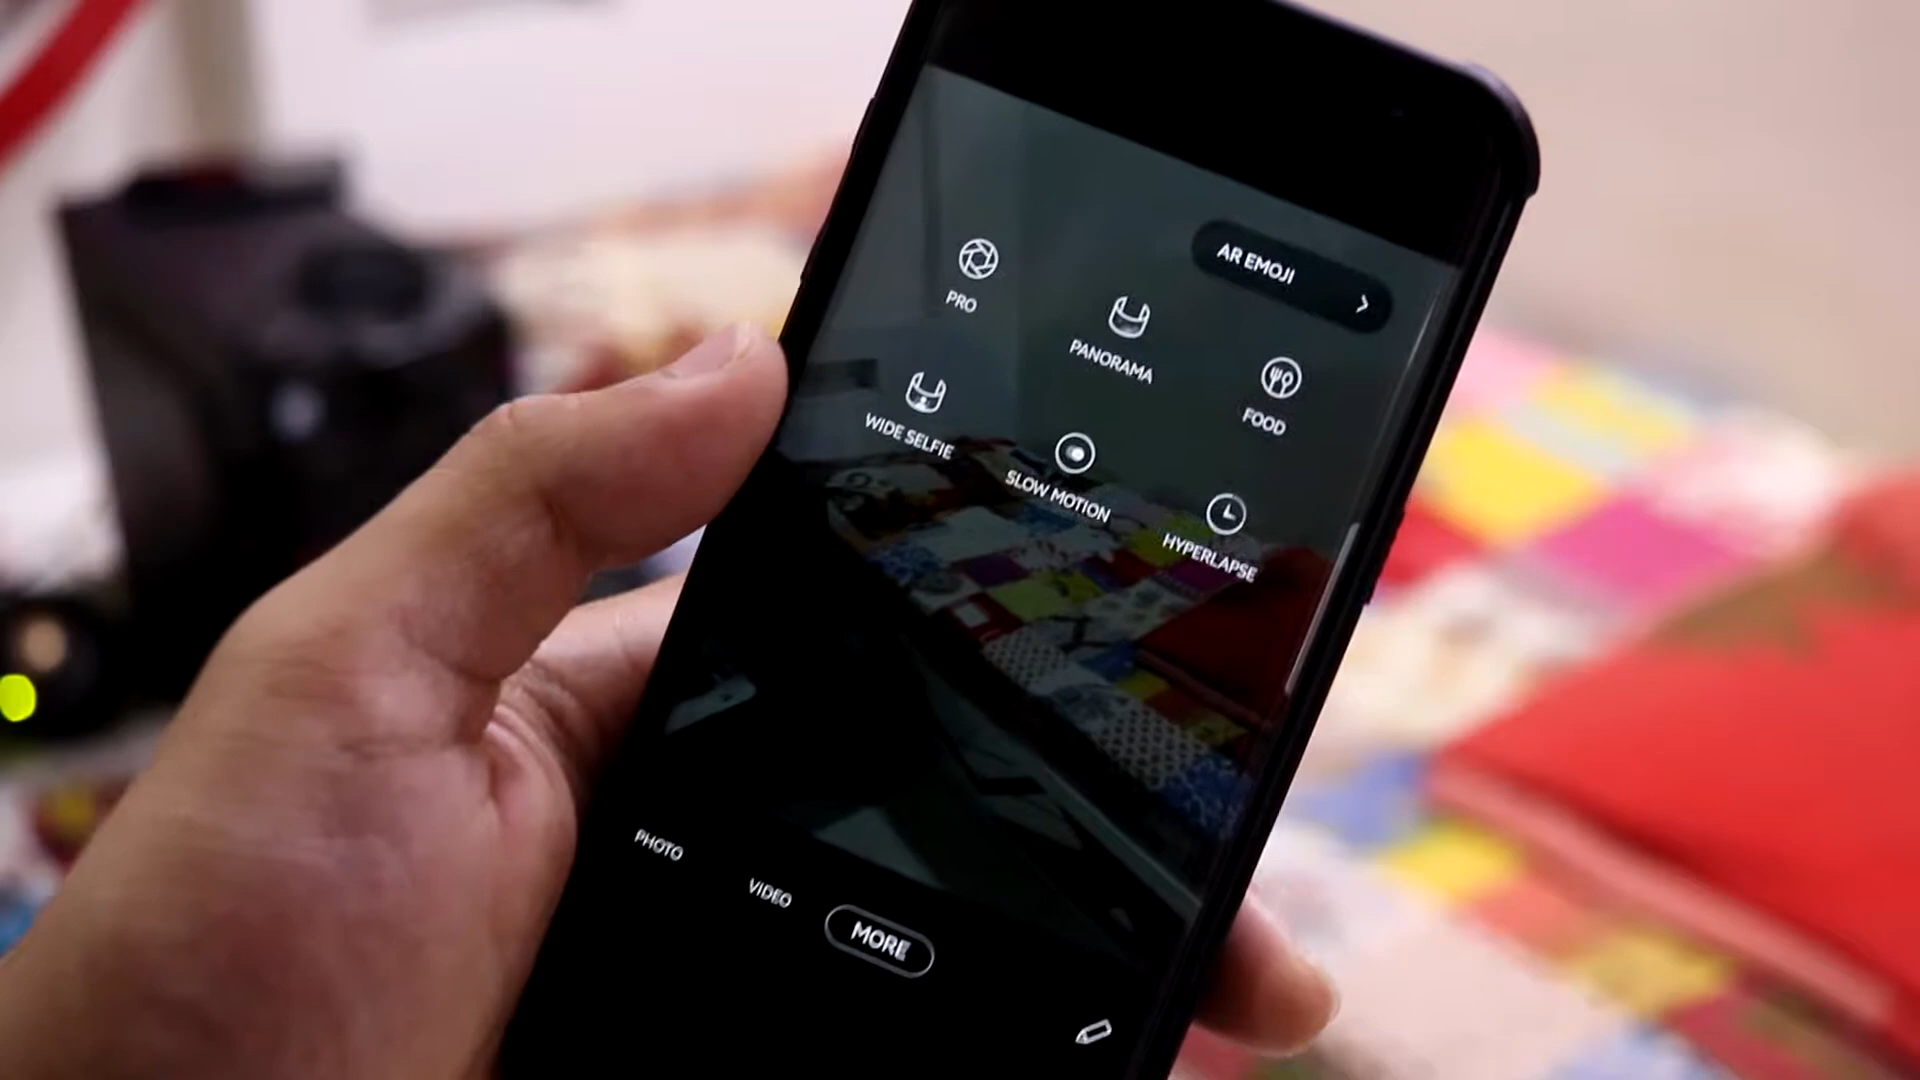 AR EMOJI
PRO
PANORAMA
FOOD
WIDE SELFIE
SLOW MOTION
HYPERLAPSE
PHOTO
VIDEO
MORE